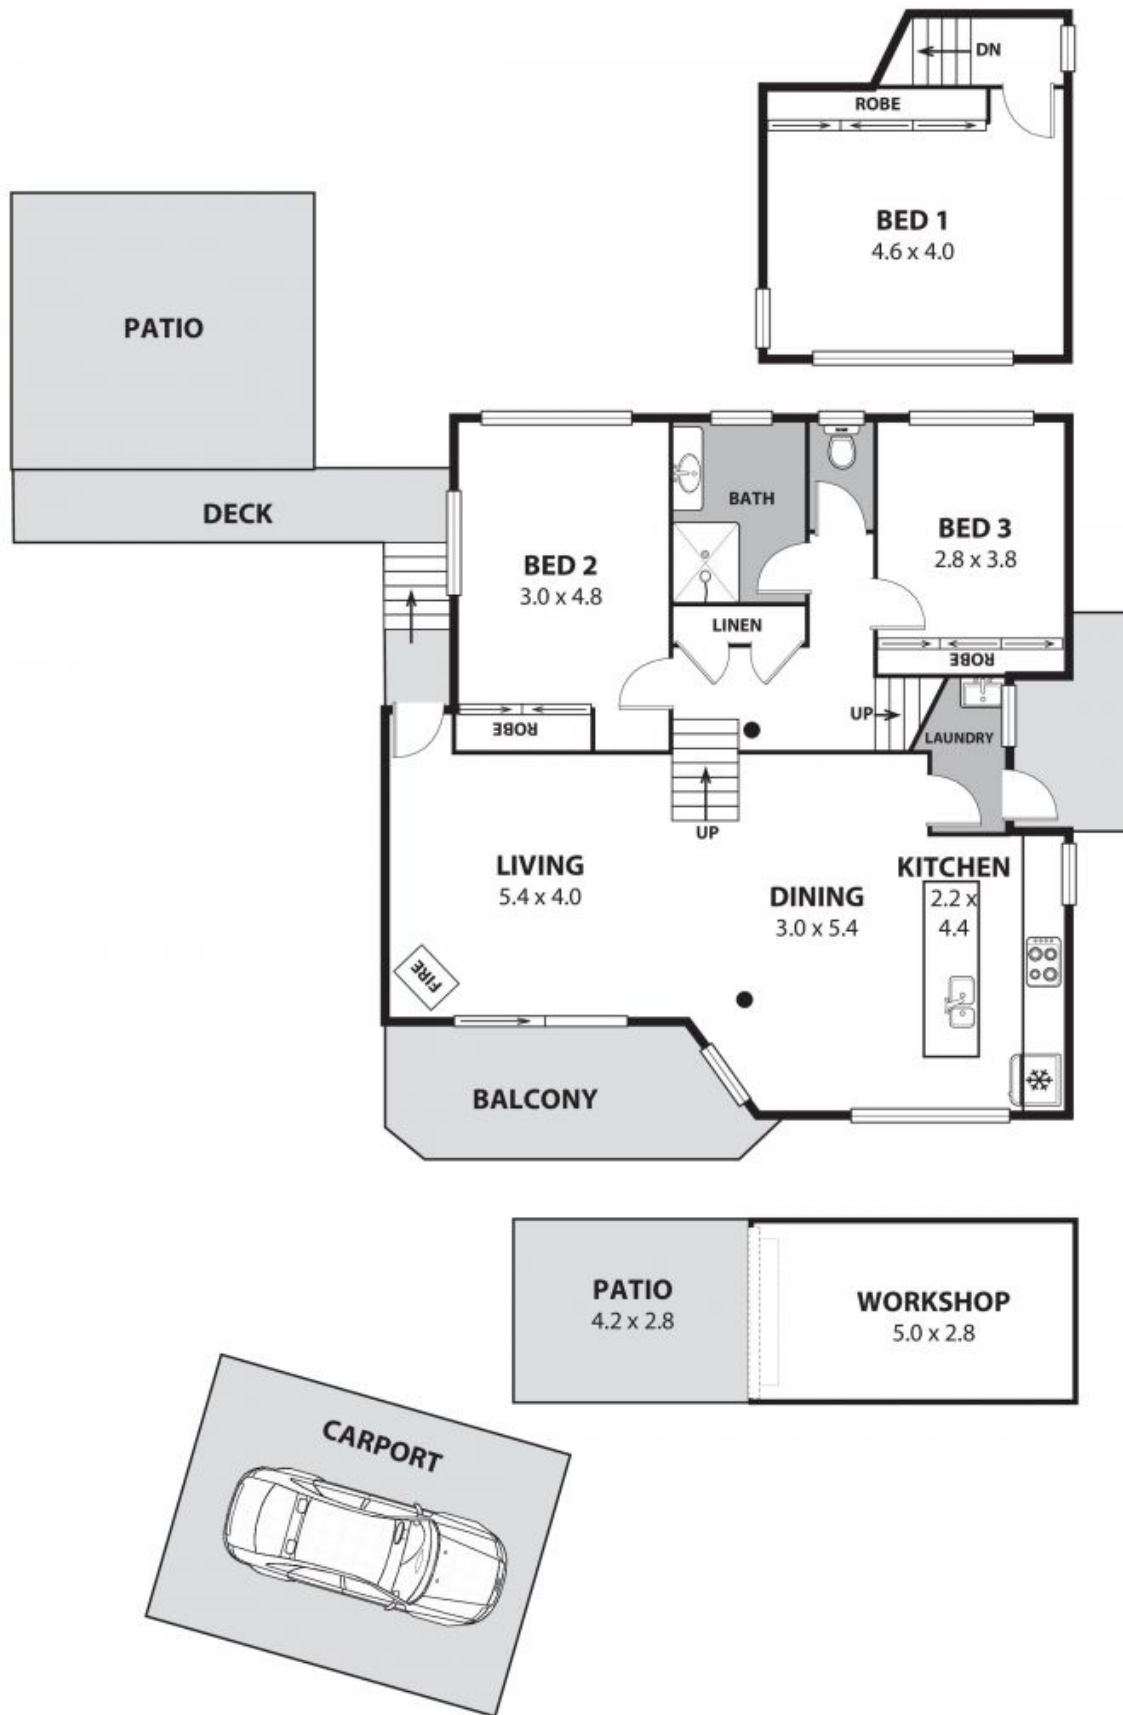 DN
ROBE
BED 1
4.6 x 4.0
PATIO
DECK
BED 2
3.0 x 4.8
BATH
BED 3
2.8 x 3.8
LINEN
ROBE
ROBE
UP
LAUNDRY
UP
LIVING
5.4 x 4.0
DINING
3.0 x 5.4
KITCHEN
2.2 x
4.4
FIRE
BALCONY
PATIO
4.2 x 2.8
WORKSHOP
5.0 x 2.8
CARPORT